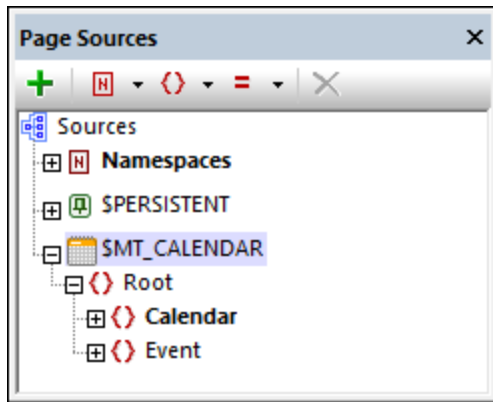 Page Sources
Sources
Namespaces
$PERSISTENT
$MT_CALENDAR
Root
Calendar
Event